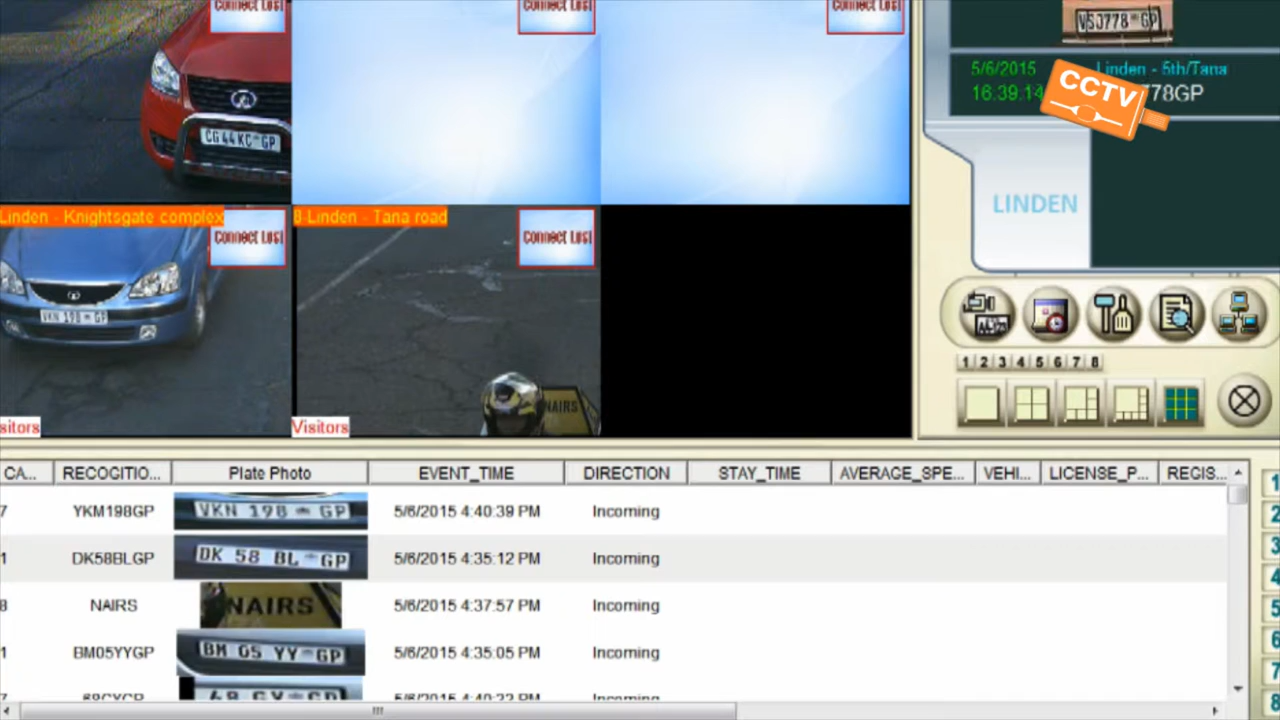 Connect Lost
Connect Lost
Connect Lost
CG44KC GP
VSJ778 GP
5/6/2015 Linden - 5th/Tana
16:39:14 778GP
CCTV
LINDEN
Linden - Knightsgate complex
Connect Lost
8 Linden - Tana road
Connect Lost
VKN 198 GP
NAIRS
1 2 3 4 5 6 7 8
sitors
Visitors
CA... RECOGITIO... Plate Photo EVENT_TIME DIRECTION STAY_TIME AVERAGE_SPE... VEHI... LICENSE_P... REGIS...
7 YKM198GP VKN 198 GP 5/6/2015 4:40:39 PM Incoming
1 DK58BLGP DK 58 BL GP 5/6/2015 4:35:12 PM Incoming
8 NAIRS NAIRS 5/6/2015 4:37:57 PM Incoming
1 BM05YYGP BM 05 YY GP 5/6/2015 4:35:05 PM Incoming
1
2
3
4
5
6
7
8